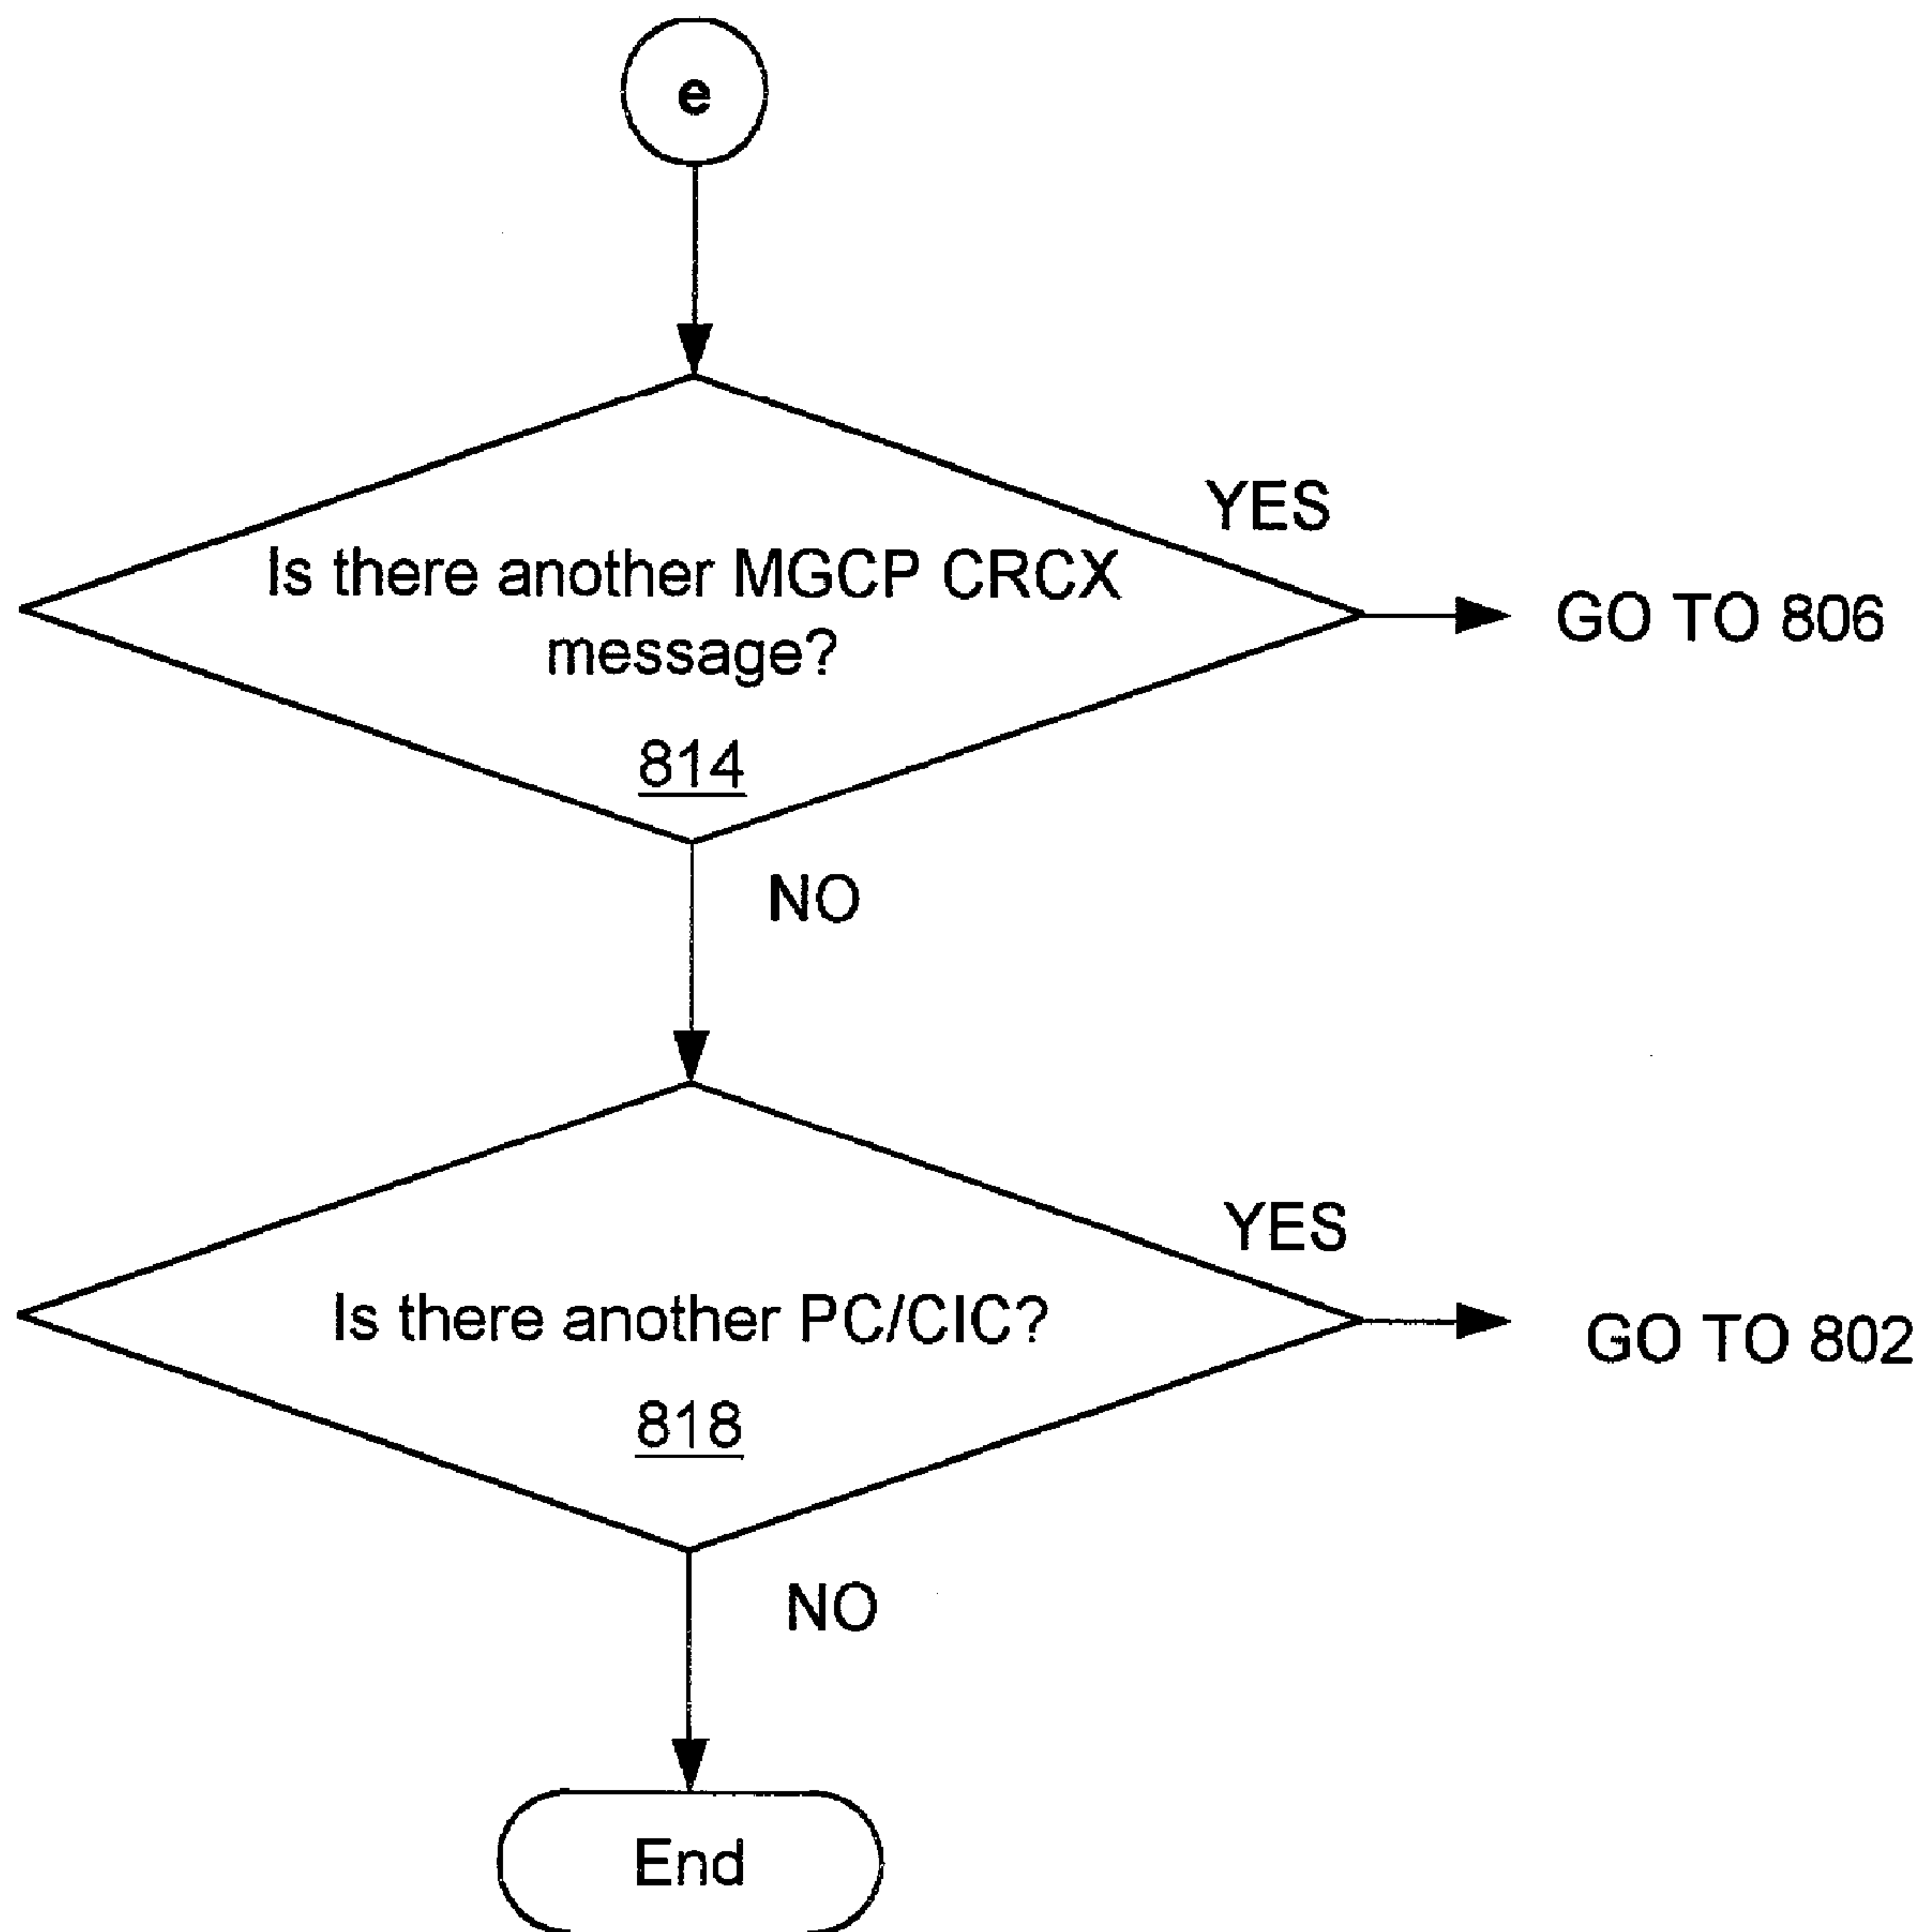 e
YES
Is there another MGCP CRCX
message?
GO TO 806
814
NO
YES
Is there another PC/CIC?
GO TO 802
818
NO
End